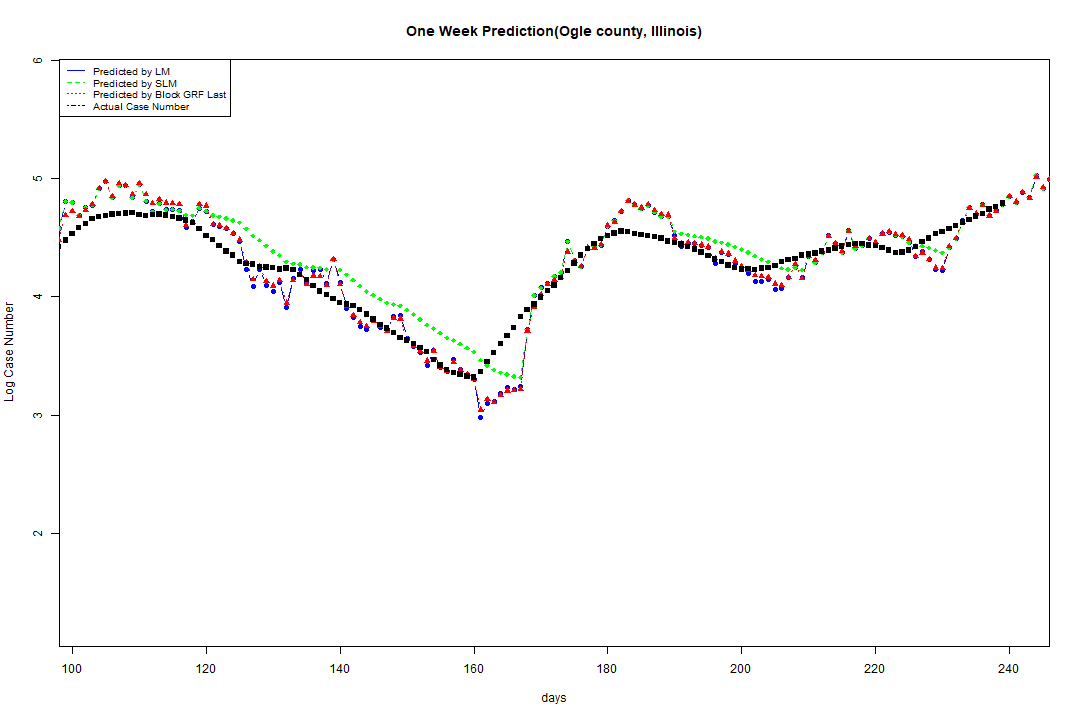 One Week Prediction(Ogle county, Illinois)
6
Predicted by LM
Predicted by SLM
Predicted by Block GRF Last
Actual Case Number
5
4
3
2
Log Case Number
100 120 140 160 180 200 220 240
days